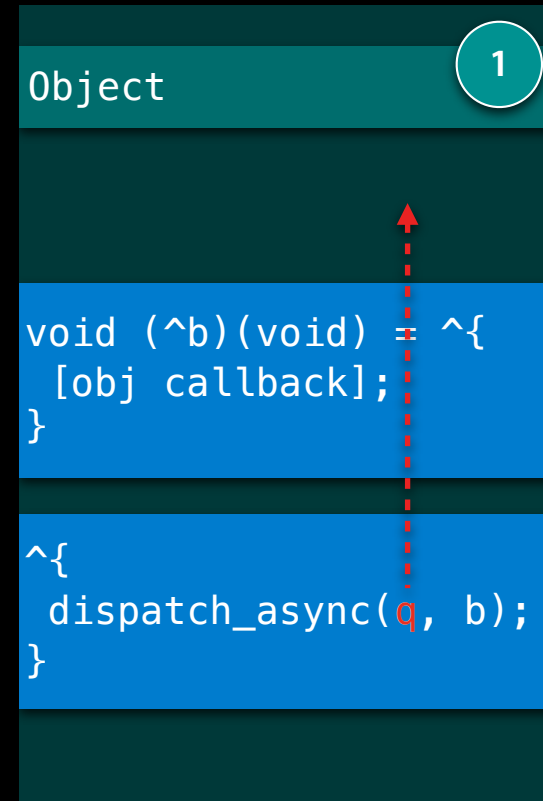 Object
1
void (^b)(void) = ^{
 [obj callback];
}
^{
 dispatch_async(q, b);
}